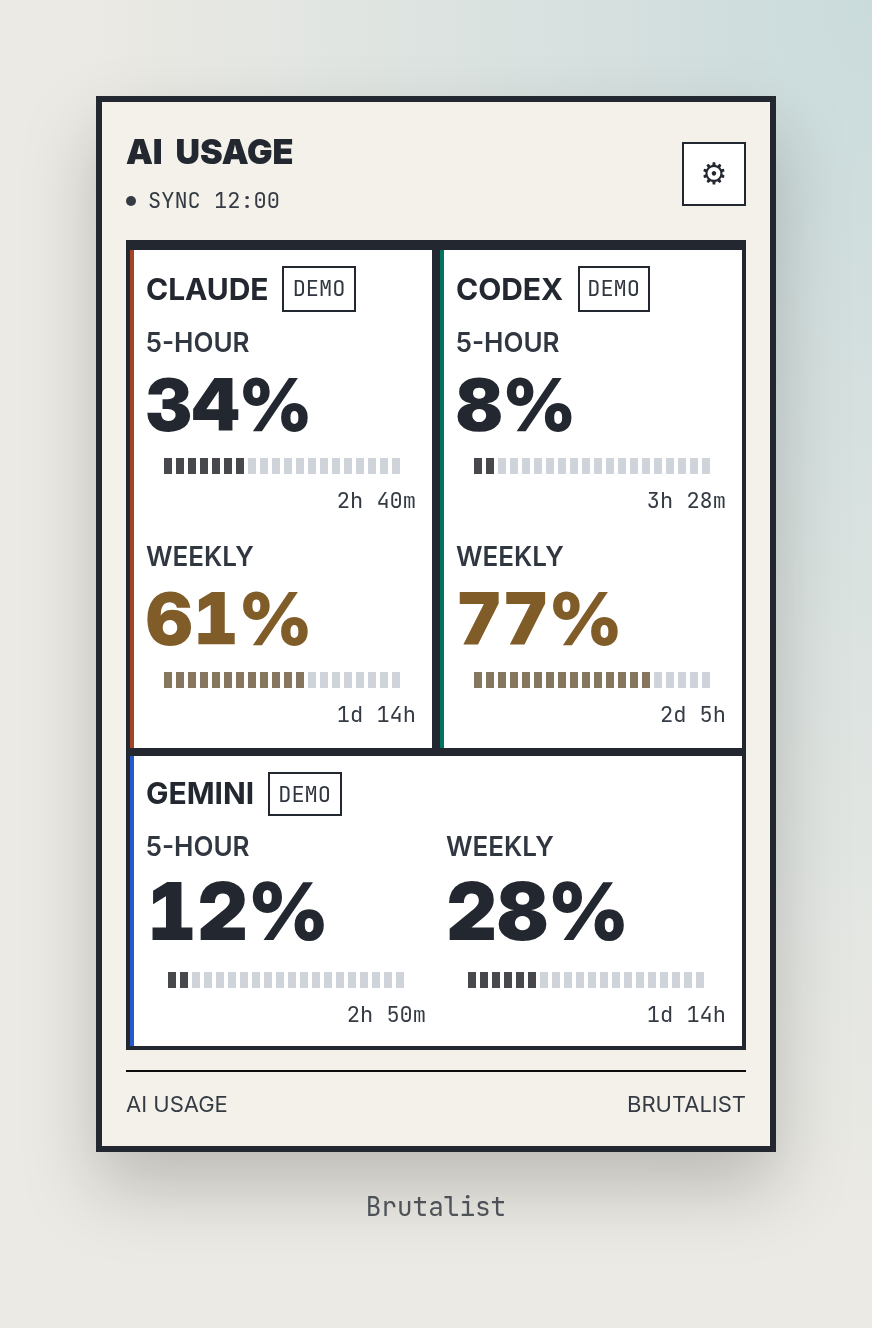 AI USAGE
SYNC 12:00
CLAUDE DEMO
5-HOUR
34%
2h 40m
WEEKLY
61%
1d 14h
CODEX DEMO
5-HOUR
8%
3h 28m
WEEKLY
77%
2d 5h
GEMINI DEMO
5-HOUR
12%
2h 50m
WEEKLY
28%
1d 14h
AI USAGE
BRUTALIST
Brutalist